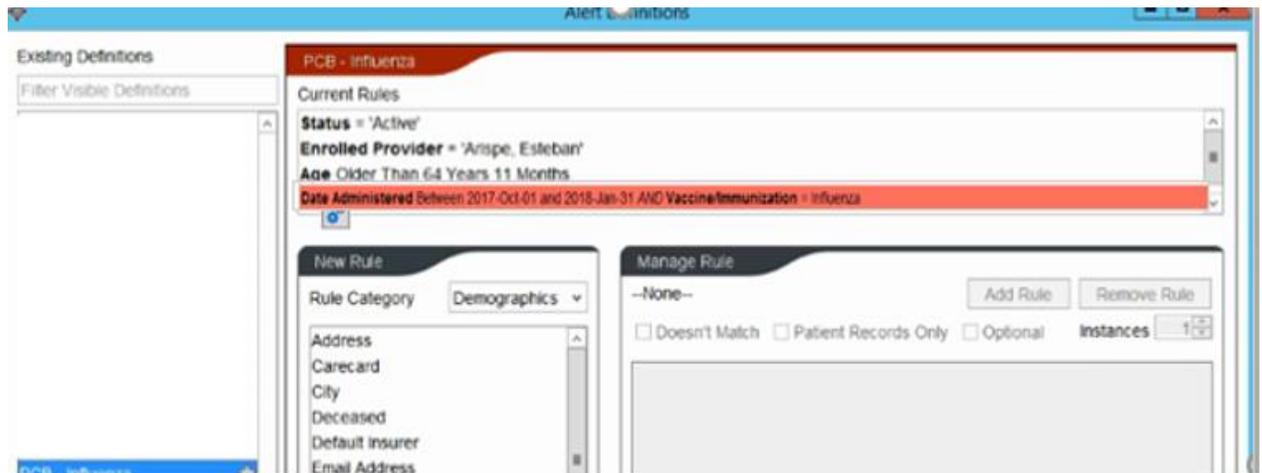 Alert Definitions
Existing Definitions
Filter Visible Definitions
PCB - Influenza
PCB - Influenza
Current Rules
Status = 'Active'
Enrolled Provider = 'Arispe, Esteban'
Age Older Than 64 Years 11 Months
Date Administered Between 2017-Oct-01 and 2018-Jan-31 AND Vaccine/Immunization = Influenza
New Rule
Rule Category Demographics
Address
Carecard
City
Deceased
Default Insurer
Email Address
Manage Rule
--None--
Add Rule Remove Rule
Doesn't Match Patient Records Only Optional Instances 1